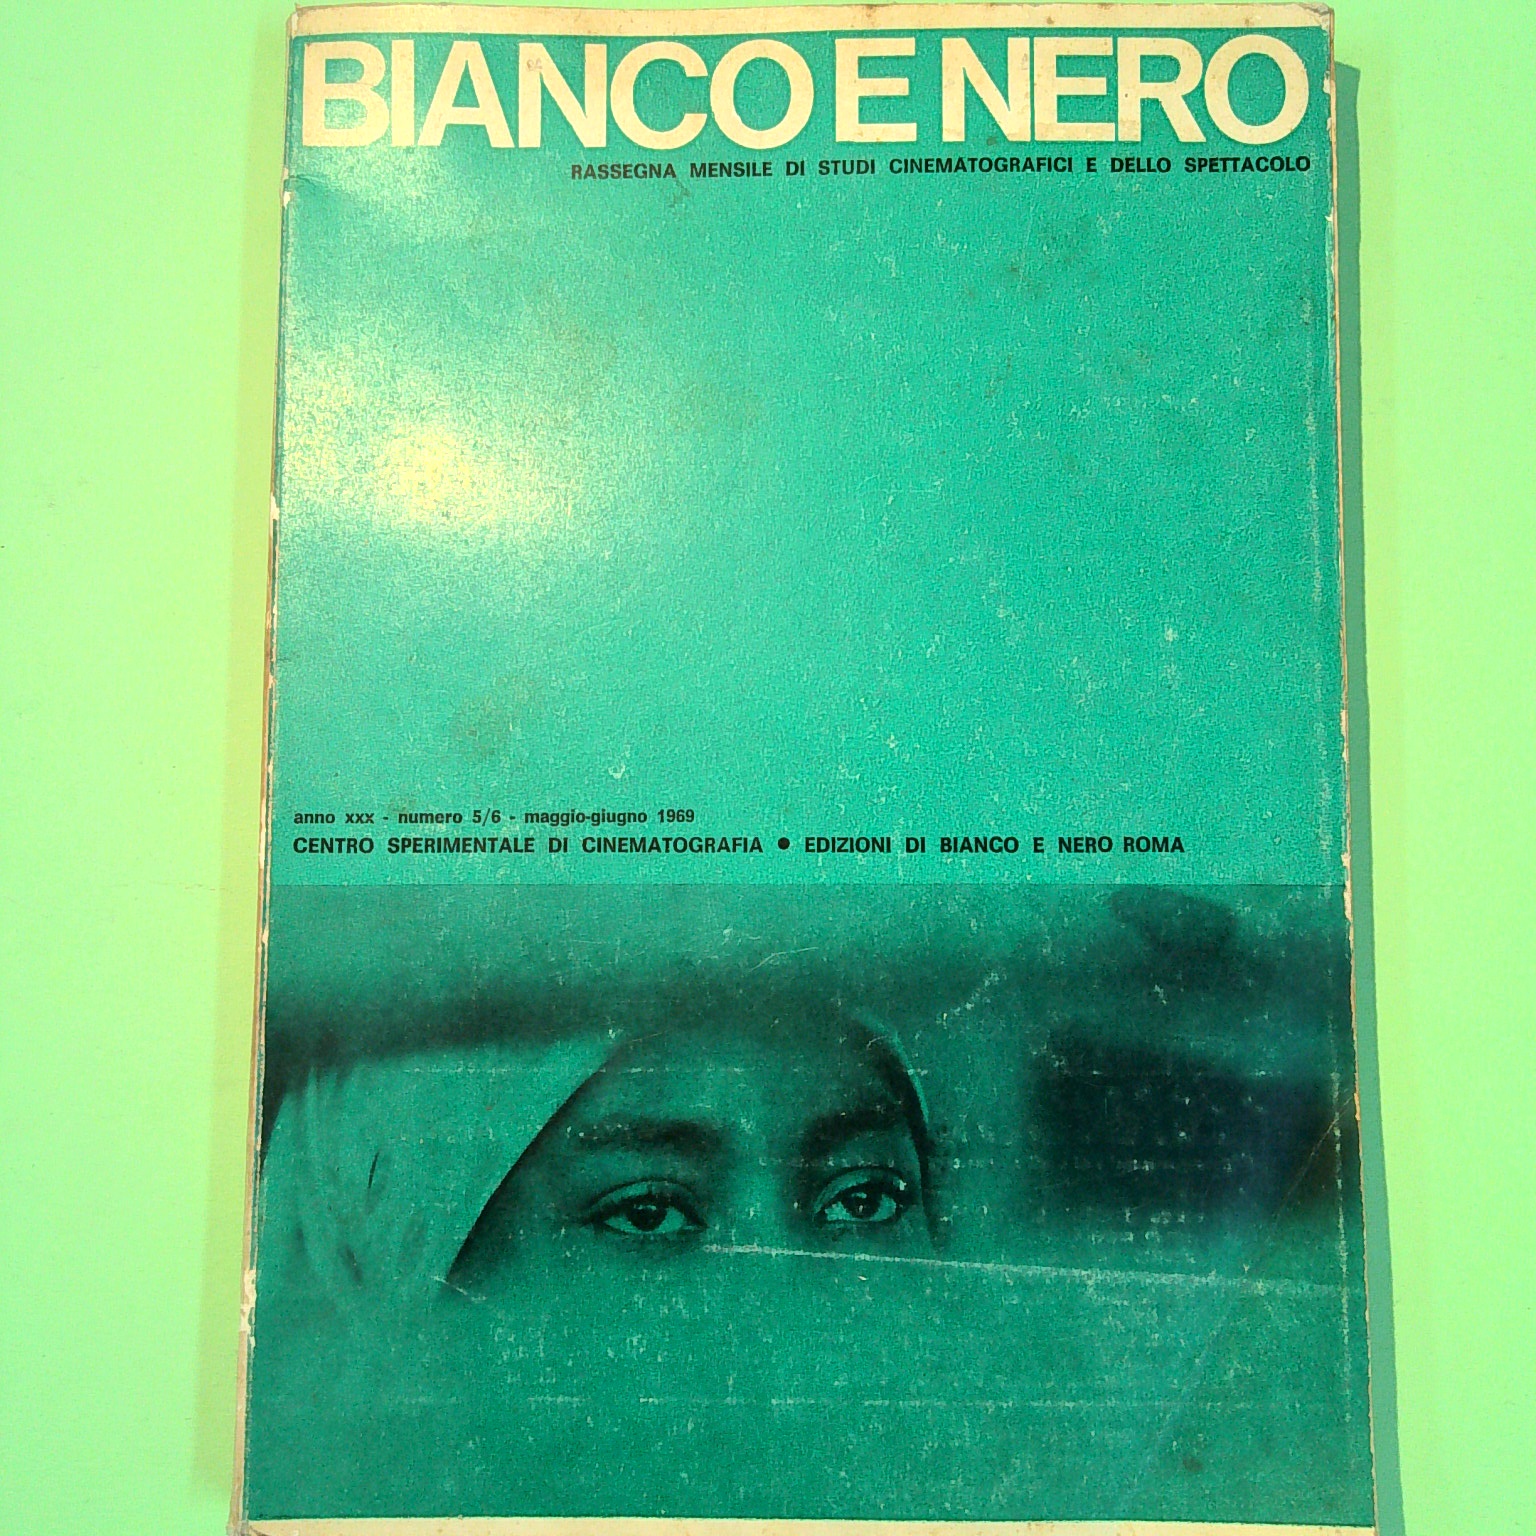 BIANCO E NERO
RASSEGNA MENSILE DI STUDI CINEMATOGRAFICI E DELLO SPETTACOLO
anno xxx - numero 5/6 - maggio-giugno 1969
CENTRO SPERIMENTALE DI CINEMATOGRAFIA ● EDIZIONI DI BIANCO E NERO ROMA